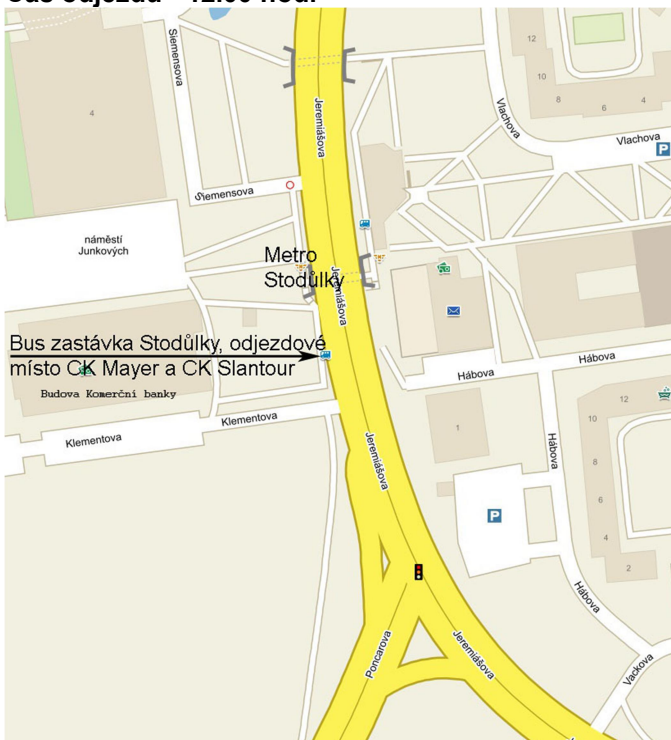 Čas odjezdu - 12.00 hod.
12
10
8
6
4
Siemensova
4
Jeremiášova
Vlachova
Vlachova
P
Siemensova
náměstí
Junkových
Metro
Stodůlky
Jeremiášova
Bus zastávka Stodůlky, odjezdové
místo CK Mayer a CK Slantour
Budova Komerční banky
Hábova
Hábova
Klementova
Klementova
12
10
8
6
4
2
1
Hábova
Jeremiášova
P
Hábova
Poncarova
Jeremiášova
Vackova